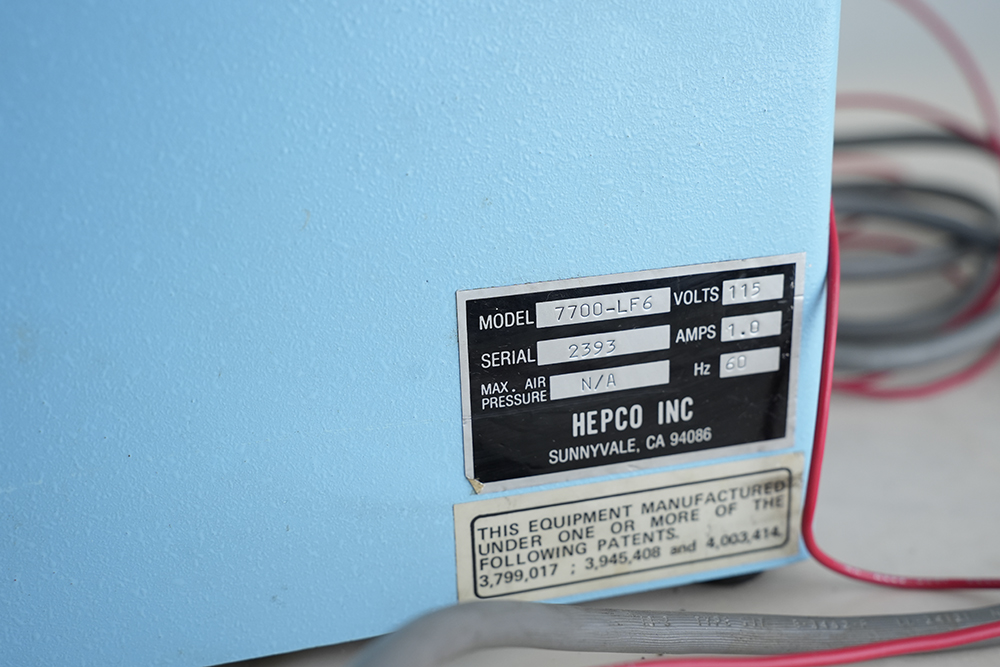 MODEL 7700-LF6 VOLTS 115
SERIAL 2393 AMPS 1.0
MAX. AIR PRESSURE N/A Hz 60
HEPCO INC
SUNNYVALE, CA 94086
THIS EQUIPMENT MANUFACTURED
UNDER ONE OR MORE OF THE
FOLLOWING PATENTS.
3,799,017 ; 3,945,408 and 4,003,414.